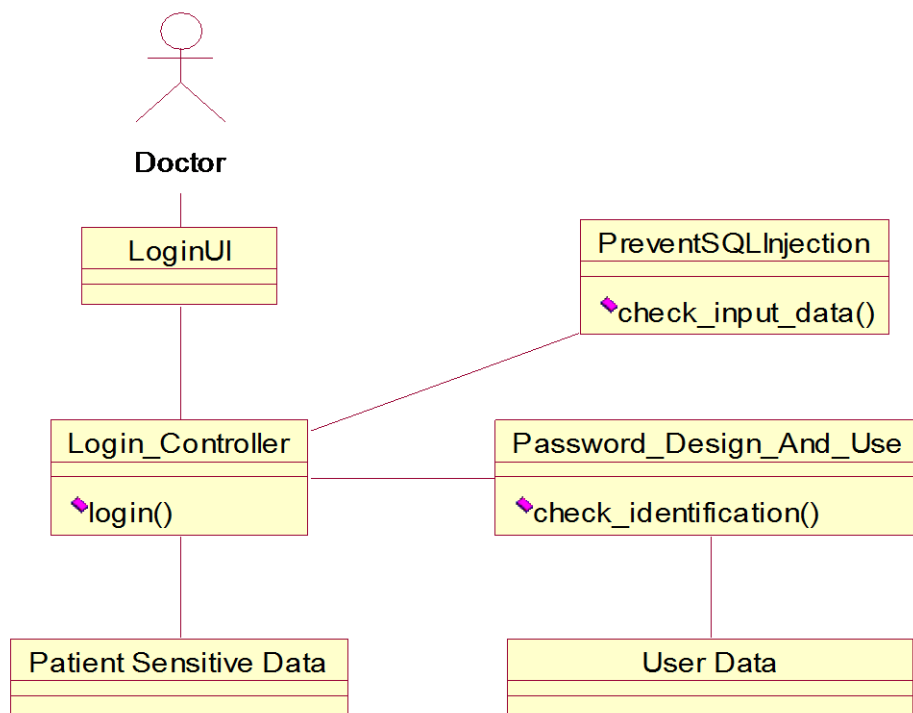 Doctor
LoginUI
PreventSQLInjection
check_input_data()
Login_Controller
login()
Password_Design_And_Use
check_identification()
Patient Sensitive Data
User Data